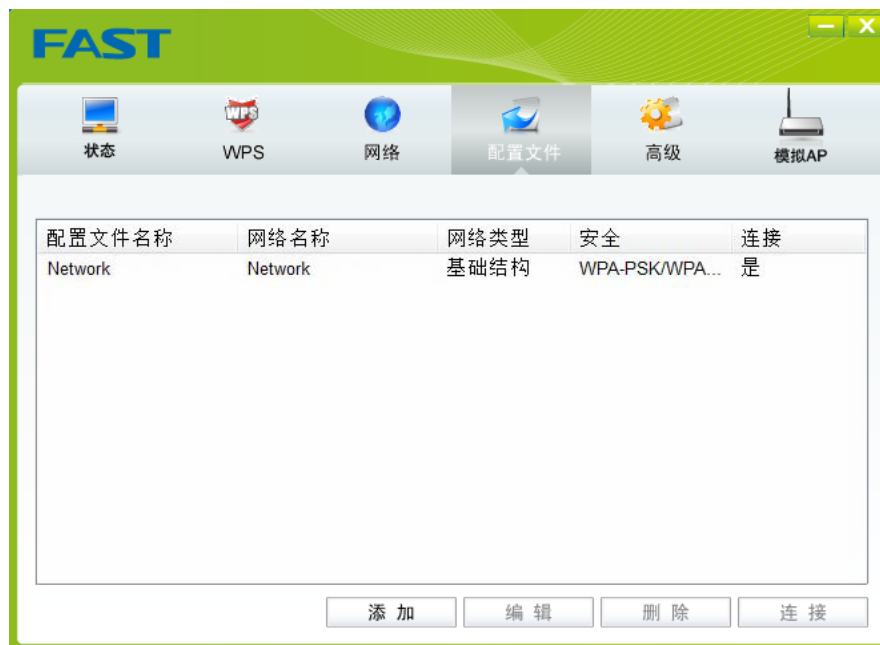 FAST
状态 WPS 网络 配置文件 高级 模拟AP
配置文件名称 网络名称 网络类型 安全 连接
Network Network 基础结构 WPA-PSK/WPA... 是
添加 编辑 删除 连接